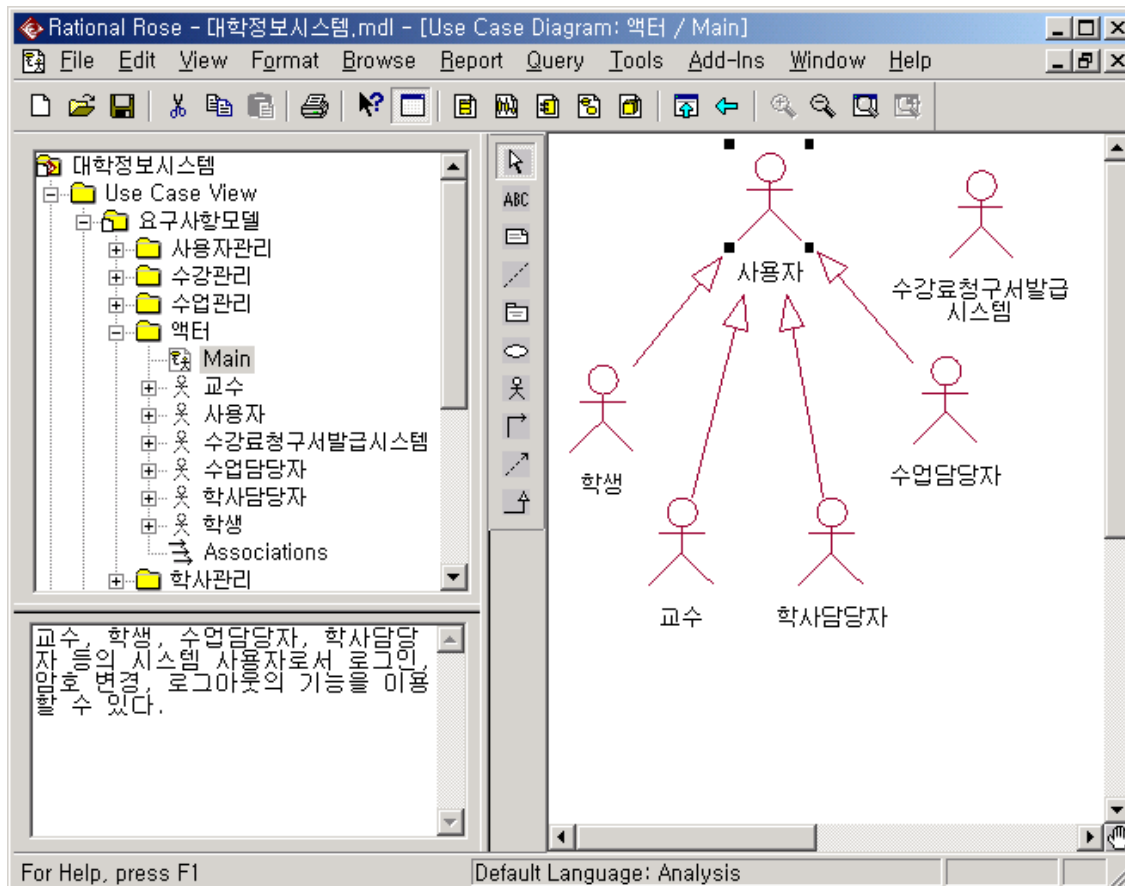 Rational Rose - 대학정보시스템.mdl - [Use Case Diagram: 액터 / Main]
File Edit View Format Browse Report Query Tools Add-Ins Window Help
대학정보시스템
Use Case View
요구사항모델
사용자관리
수강관리
수업관리
액터
Main
교수
사용자
수강료청구서발급시스템
수업담당자
학사담당자
학생
Associations
학사관리
교수, 학생, 수업담당자, 학사담당
자 등의 시스템 사용자로서 로그인,
암호 변경, 로그아웃의 기능을 이용
할 수 있다.
ABC
사용자
수강료청구서발급
시스템
학생
수업담당자
교수
학사담당자
For Help, press F1
Default Language: Analysis